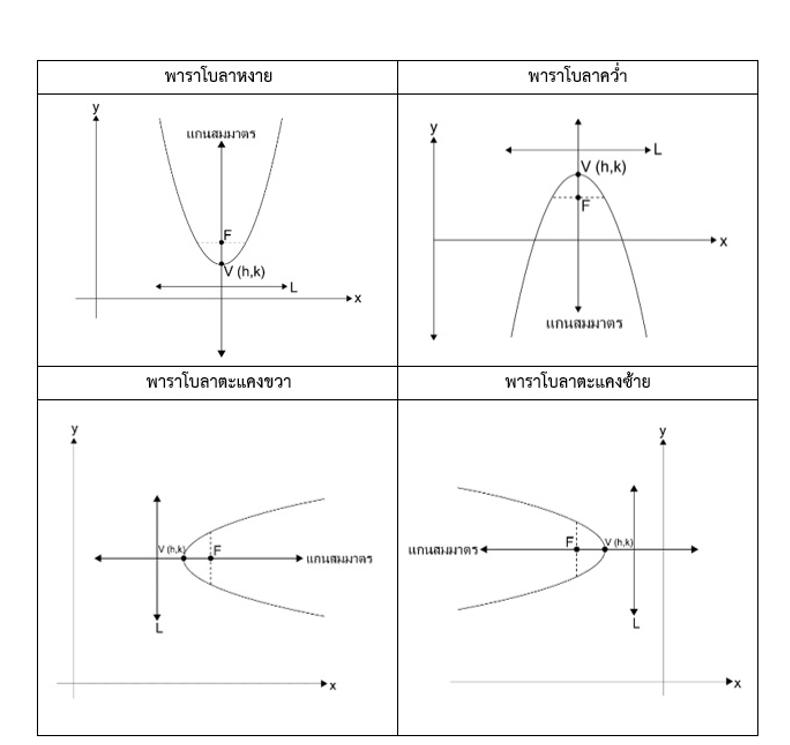 พาราโบลาหงาย
พาราโบลาคว่ำ
y
แกนสมมาตร
F
V (h,k)
L
x
y
L
V (h,k)
F
x
แกนสมมาตร
พาราโบลาตะแคงขวา
พาราโบลาตะแคงซ้าย
y
V (h,k)
F
แกนสมมาตร
L
x
y
แกนสมมาตร
F
V (h,k)
L
x